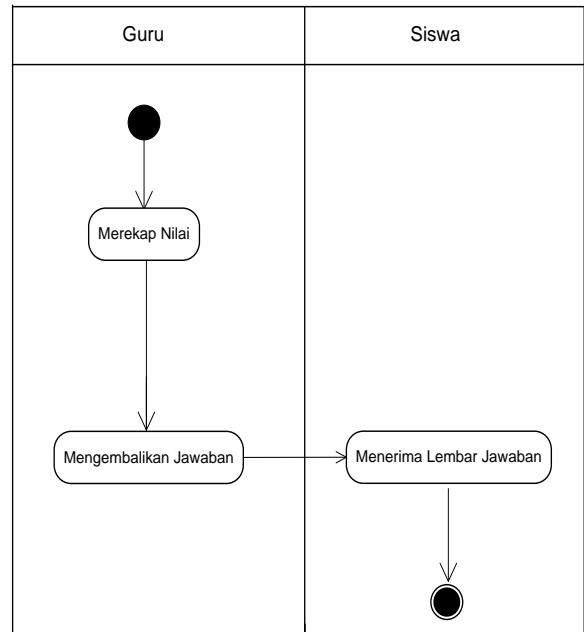 Guru
Siswa
Merekap Nilai
Mengembalikan Jawaban
Menerima Lembar Jawaban